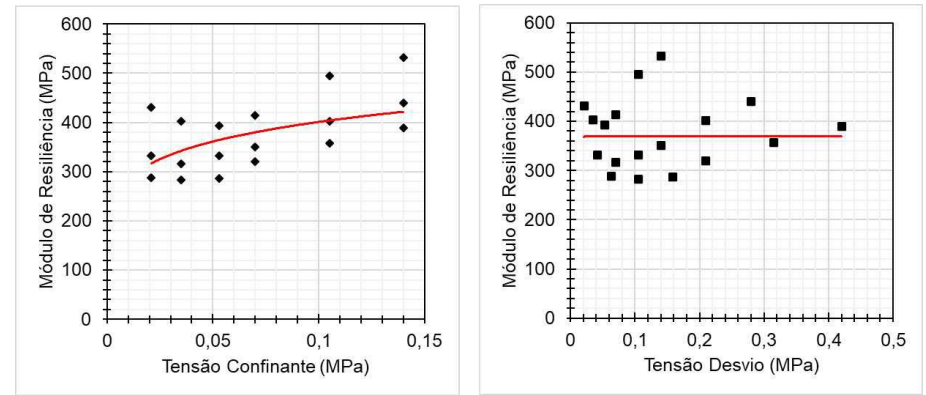 600
500
400
300
200
100
0
Módulo de Resiliência (MPa)
0 0,05 0,1 0,15
Tensão Confinante (MPa)
600
500
400
300
200
100
0
Módulo de Resiliência (MPa)
0 0,1 0,2 0,3 0,4 0,5
Tensão Desvio (MPa)